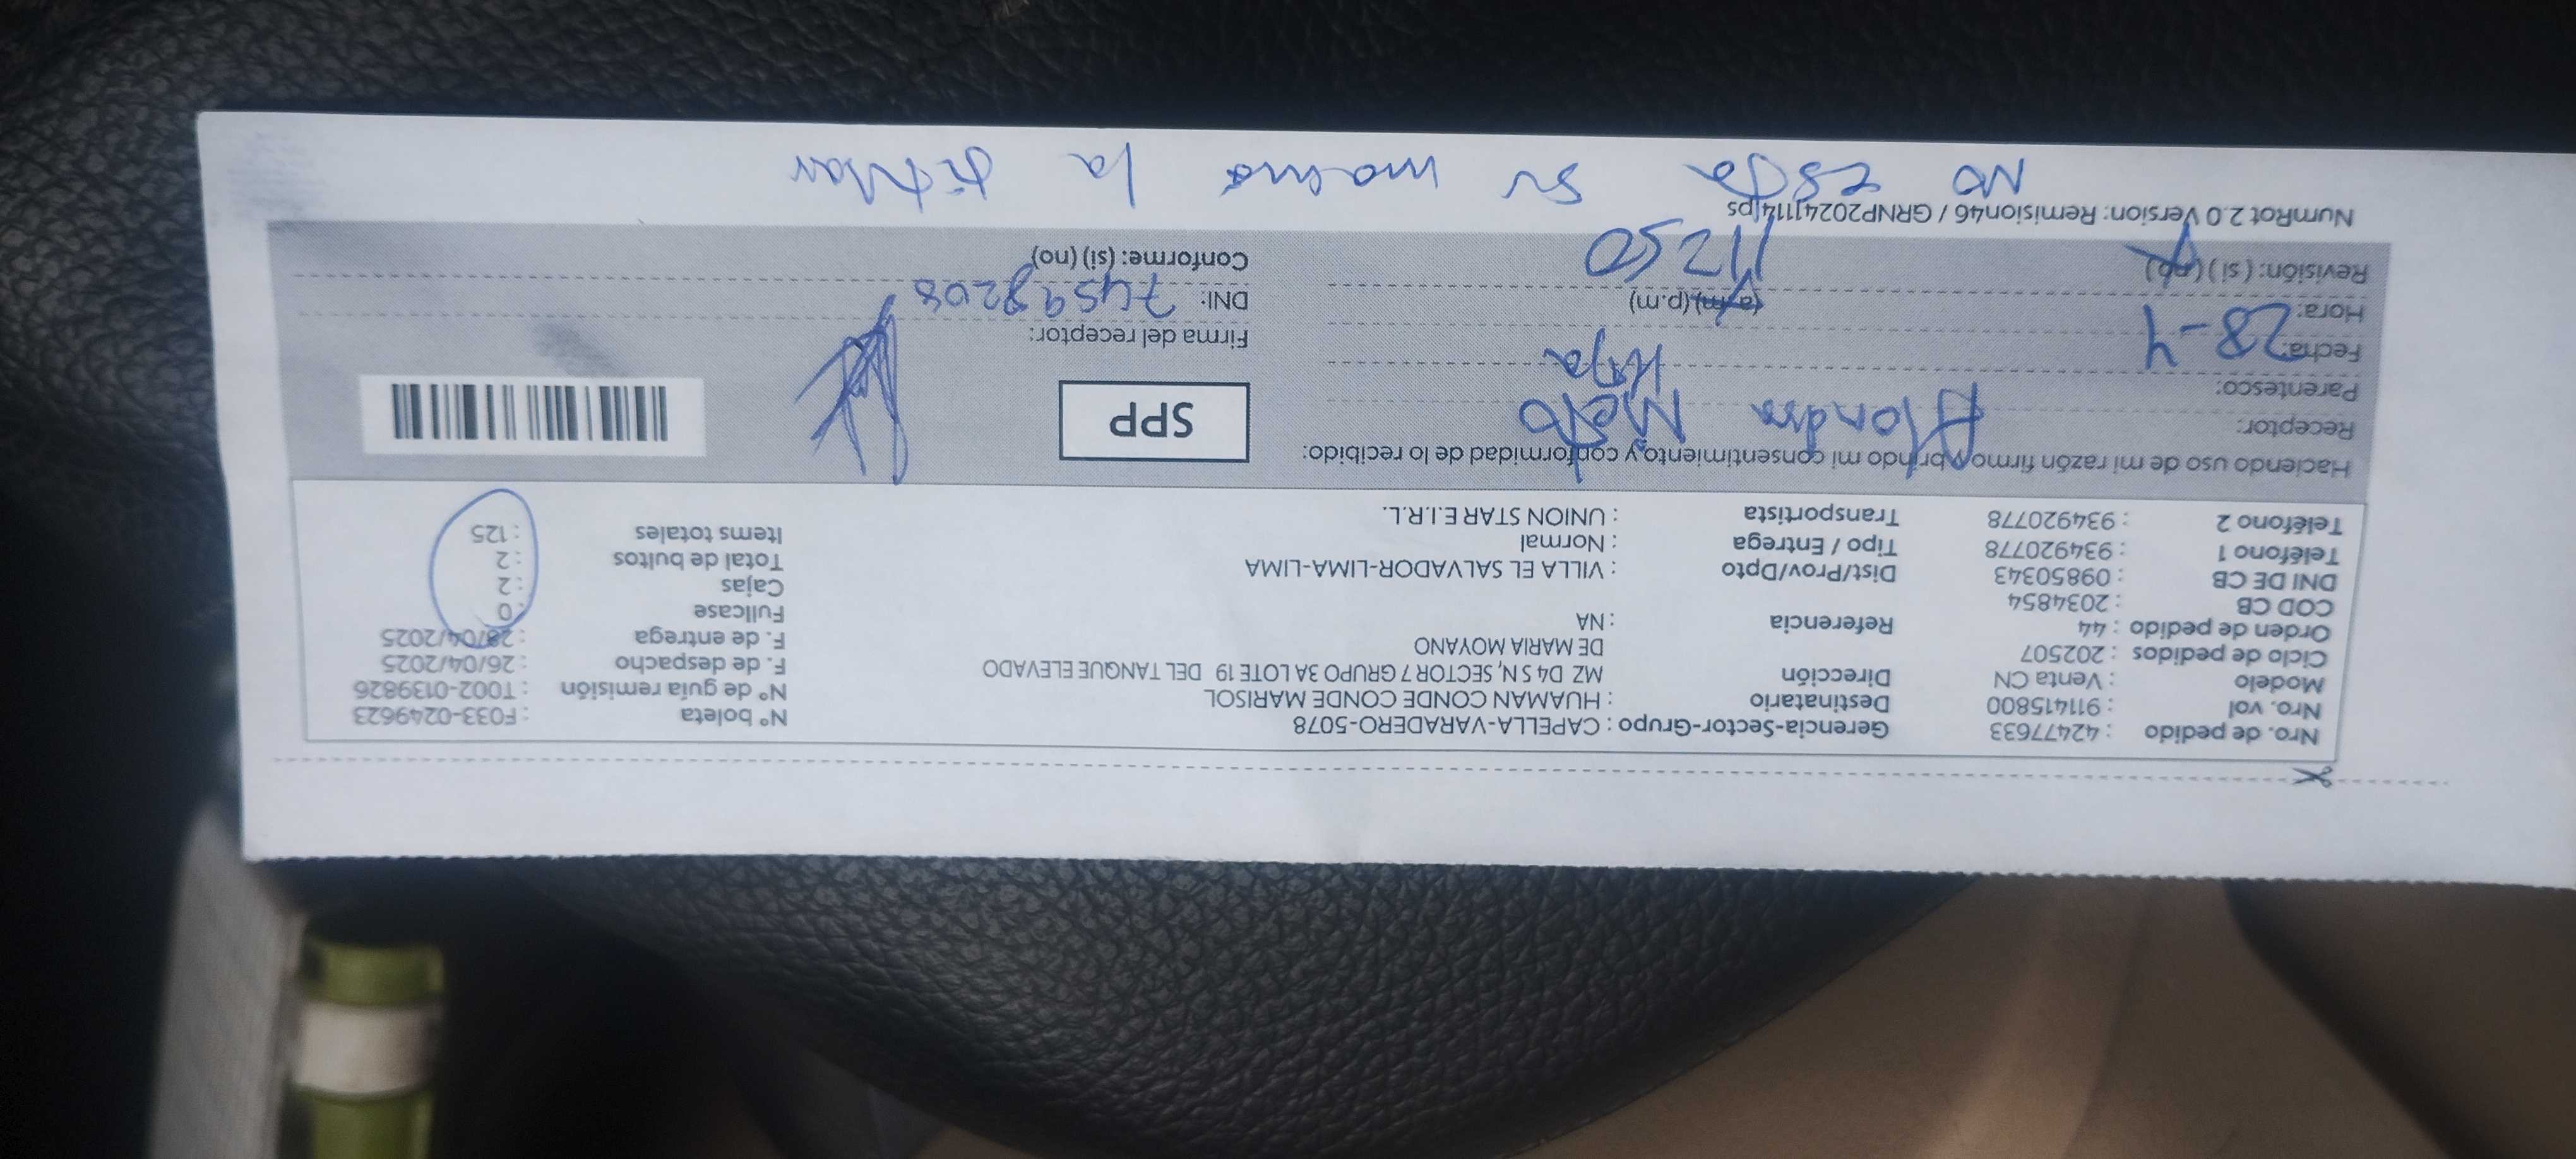 Nro. de pedido : 42477633 Gerencia-Sector-Grupo : CAPELLA-VARADERO-5078 N° boleta : F033-0249623
Nro. vol : 911415800 Destinatario : HUAMAN CONDE CONDE MARISOL N° de guia remisión : T002-0139826
Modelo : Venta CN Dirección MZ D4 S N, SECTOR 7 GRUPO 3A LOTE 19 DEL TANQUE ELEVADO F. de despacho : 26/04/2025
Ciclo de pedidos : 202507 DE MARIA MOYANO F. de entrega : 28/04/2025
Orden de pedido : 44 Referencia : NA Fullcase : 0
COD CB : 2034854 Cajas : 2
DNI DE CB : 09850343 Dist/Prov/Dpto : VILLA EL SALVADOR-LIMA-LIMA Total de bultos : 2
Teléfono 1 : 934920778 Tipo / Entrega : Normal Items totales : 125
Teléfono 2 : 934920778 Transportista : UNION STAR E.I.R.L.
Haciendo uso de mi razón firmo y brindo mi consentimiento y conformidad de lo recibido:
Receptor: Alondra SPP
Parentesco: Hija
Fecha: 28-4 Firma del receptor:
Hora: (a/m) (p.m) 11250 DNI: 74598208
Revisión: (si) (no) Conforme: (si) (no)
NumRot 2.0 Version: Remision46 / GRNP20241114.jps
NO ESTA SU mamá la titular